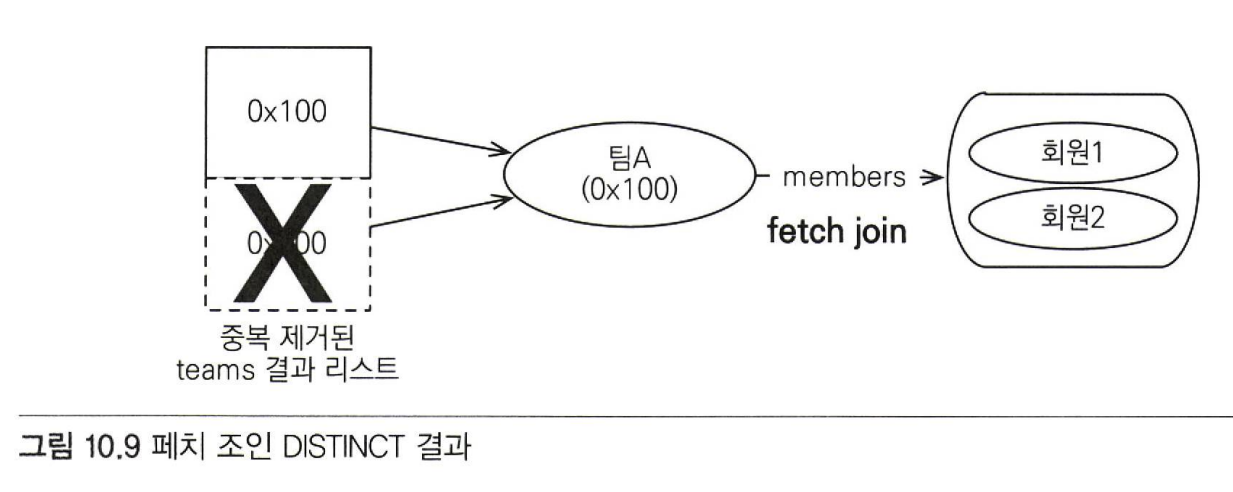 0x100
0x100
중복 제거된
teams 결과 리스트
팀A
(0x100)
members
fetch join
회원1
회원2
그림 10.9 페치 조인 DISTINCT 결과